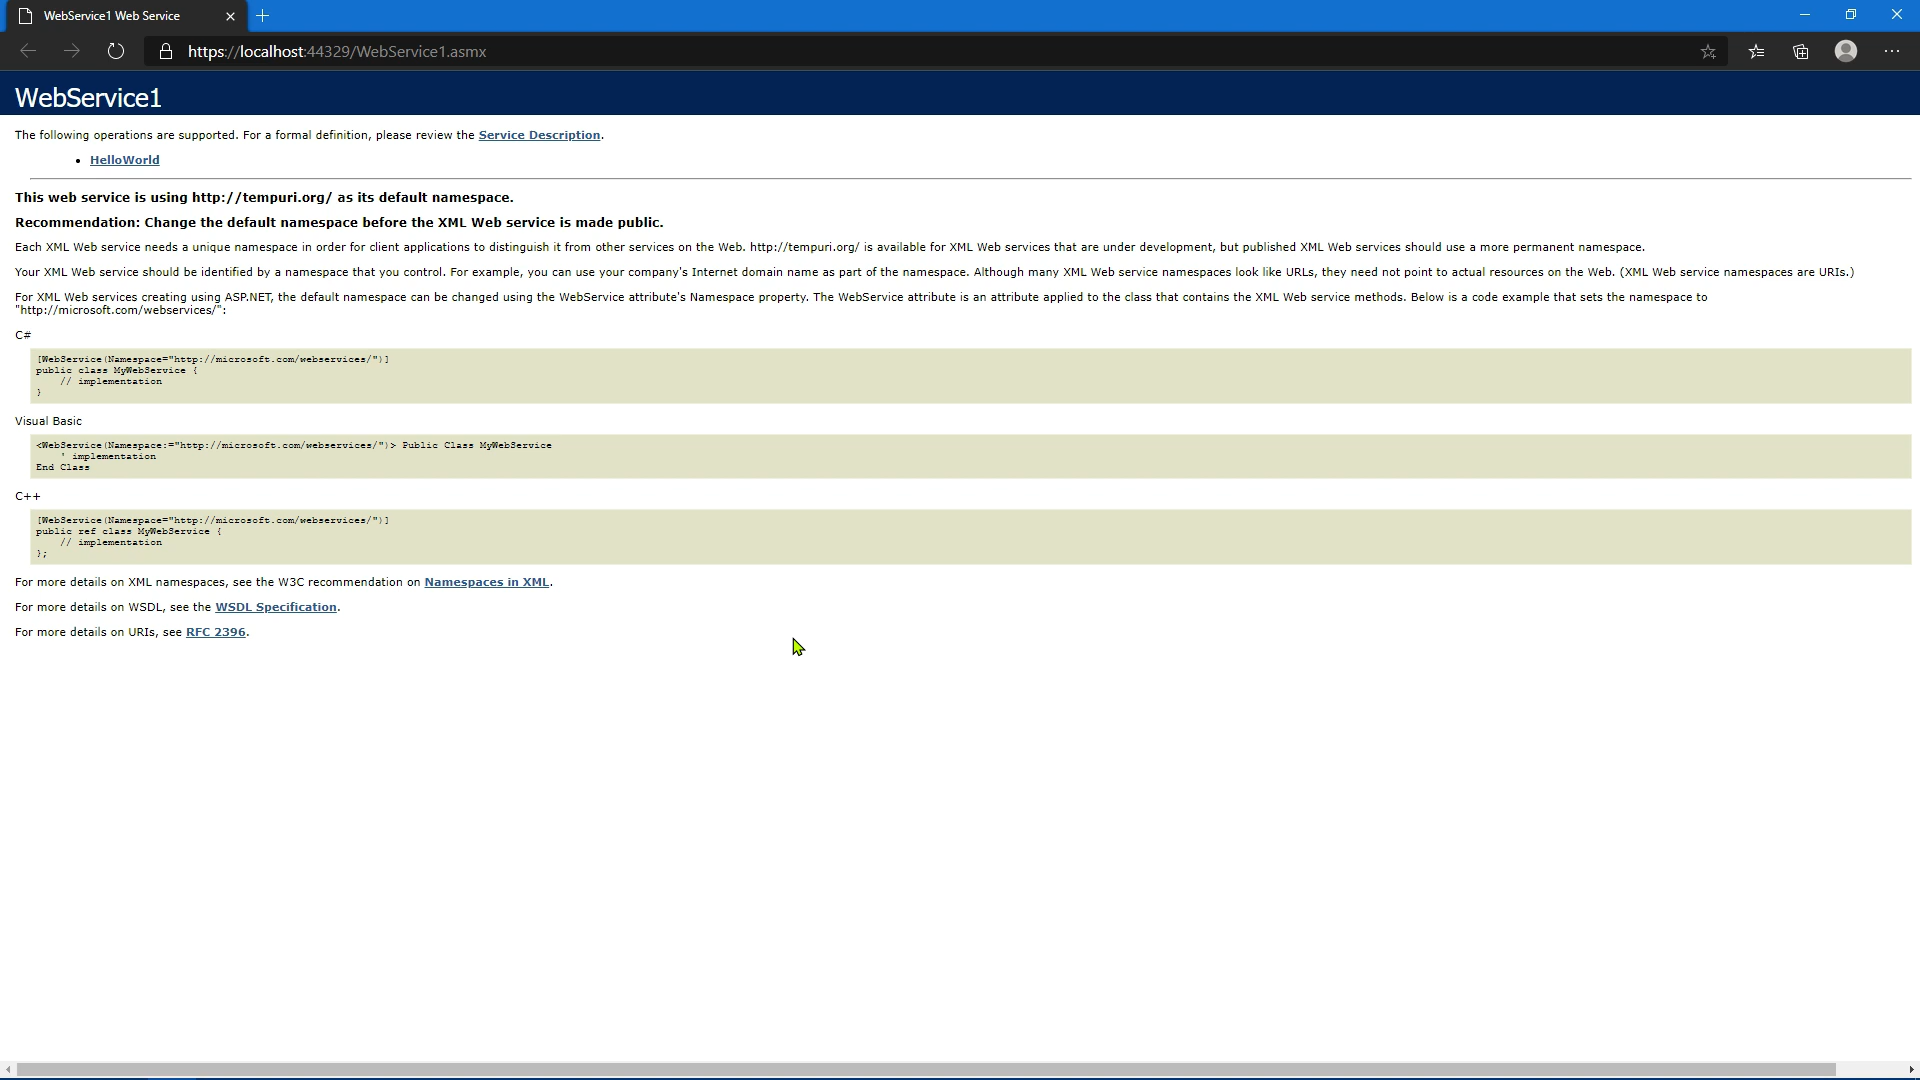 WebService1 Web Service
https://localhost:44329/WebService1.asmx
WebService1
The following operations are supported. For a formal definition, please review the Service Description.
HelloWorld
This web service is using http://tempuri.org/ as its default namespace.
Recommendation: Change the default namespace before the XML Web service is made public.
Each XML Web service needs a unique namespace in order for client applications to distinguish it from other services on the Web. http://tempuri.org/ is available for XML Web services that are under development, but published XML Web services should use a more permanent namespace.
Your XML Web service should be identified by a namespace that you control. For example, you can use your company's Internet domain name as part of the namespace. Although many XML Web service namespaces look like URLs, they need not point to actual resources on the Web. (XML Web service namespaces are URIs.)
For XML Web services creating using ASP.NET, the default namespace can be changed using the WebService attribute's Namespace property. The WebService attribute is an attribute applied to the class that contains the XML Web service methods. Below is a code example that sets the namespace to
"http://microsoft.com/webservices/":
C#
[WebService(Namespace="http://microsoft.com/webservices/")]
public class MyWebService {
// implementation
}
Visual Basic
<WebService(Namespace:="http://microsoft.com/webservices/")> Public Class MyWebService
' implementation
End Class
C++
[WebService(Namespace="http://microsoft.com/webservices/")]
public ref class MyWebService {
// implementation
};
For more details on XML namespaces, see the W3C recommendation on Namespaces in XML.
For more details on WSDL, see the WSDL Specification.
For more details on URIs, see RFC 2396.